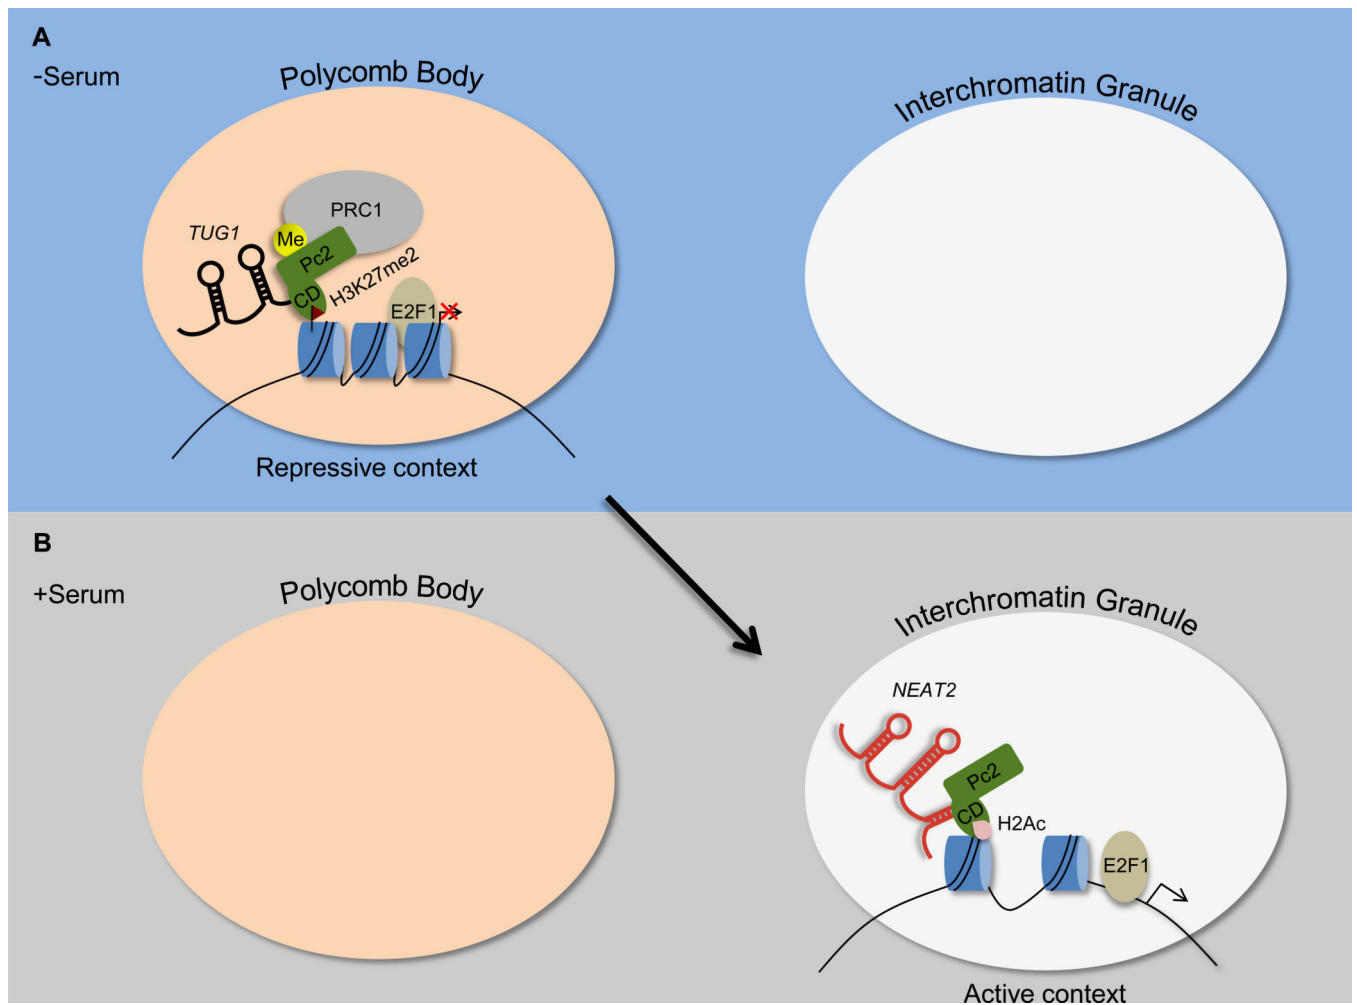 A
-Serum
Polycomb Body
Interchromatin Granule
PRC1
TUG1
Me
Pc2
CD
H3K27me2
E2F1
Repressive context
B
+Serum
Polycomb Body
Interchromatin Granule
NEAT2
Pc2
CD
H2Ac
E2F1
Active context